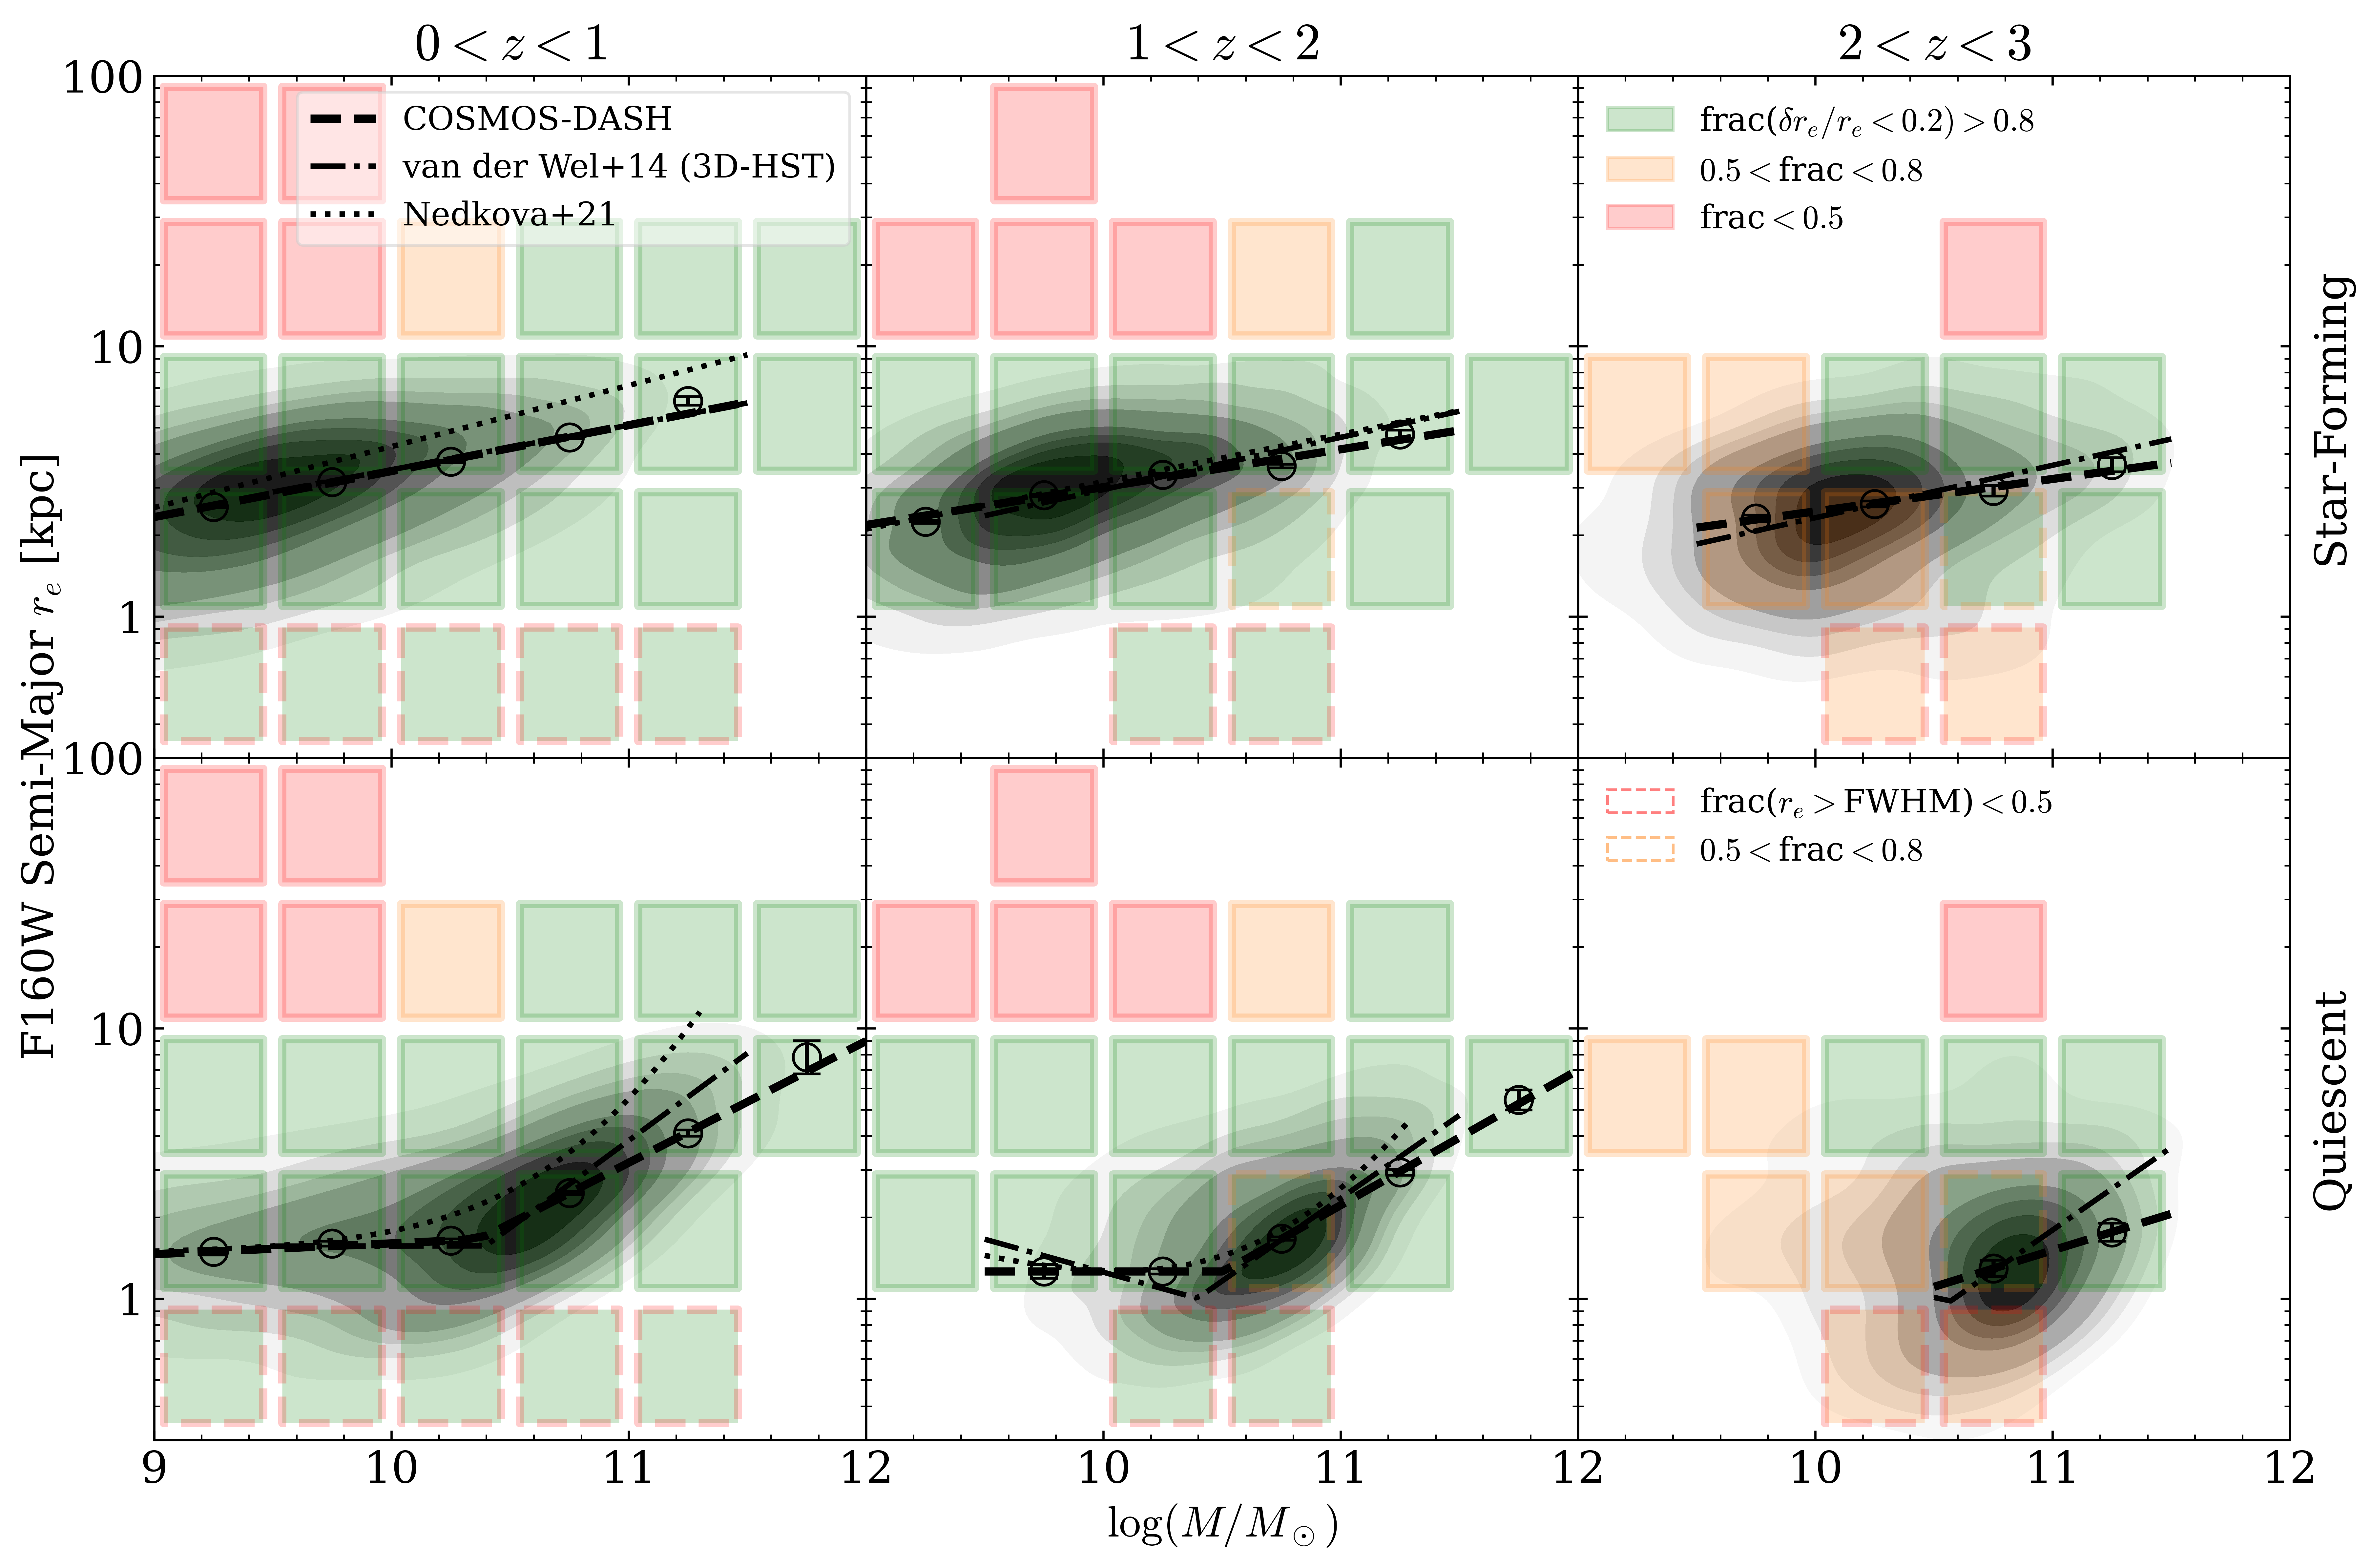 0 < z < 1
1 < z < 2
2 < z < 3
COSMOS-DASH
van der Wel+14 (3D-HST)
Nedkova+21
frac(δr_e/r_e < 0.2) > 0.8
0.5 < frac < 0.8
frac < 0.5
100
10
1
Star-Forming
F160W Semi-Major r_e [kpc]
frac(r_e > FWHM) < 0.5
0.5 < frac < 0.8
100
10
1
Quiescent
9 10 11 12 10 11 12 10 11 12
log(M/M_⊙)